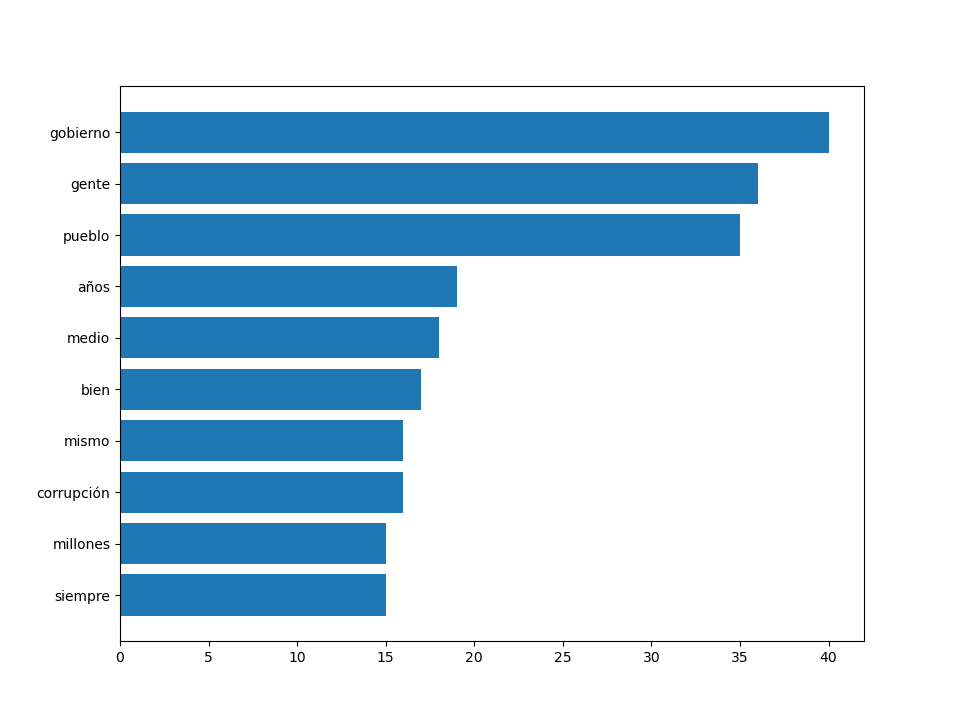 gobierno
gente
pueblo
años
medio
bien
mismo
corrupción
millones
siempre
0 5 10 15 20 25 30 35 40